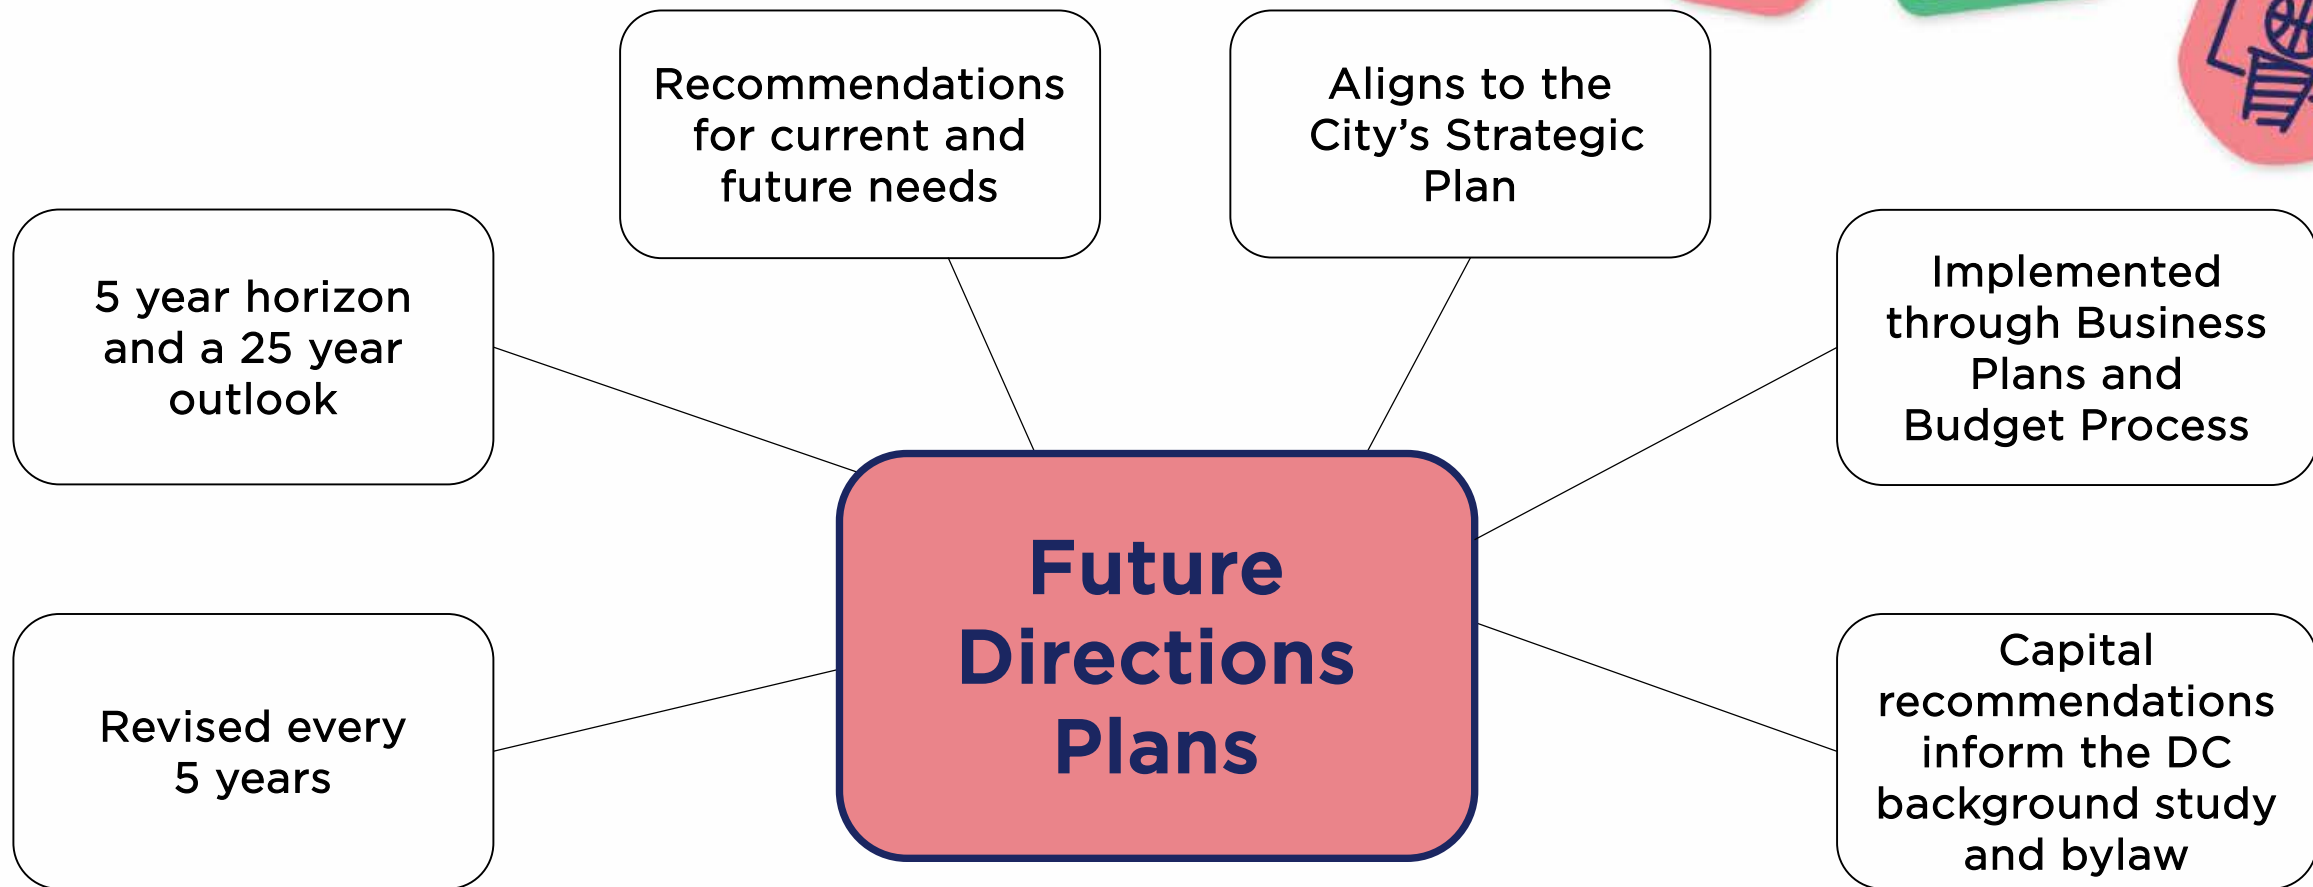 Recommendations
for current and
future needs
Aligns to the
City’s Strategic
Plan
5 year horizon
and a 25 year
outlook
Implemented
through Business
Plans and
Budget Process
Future
Directions
Plans
Revised every
5 years
Capital
recommendations
inform the DC
background study
and bylaw